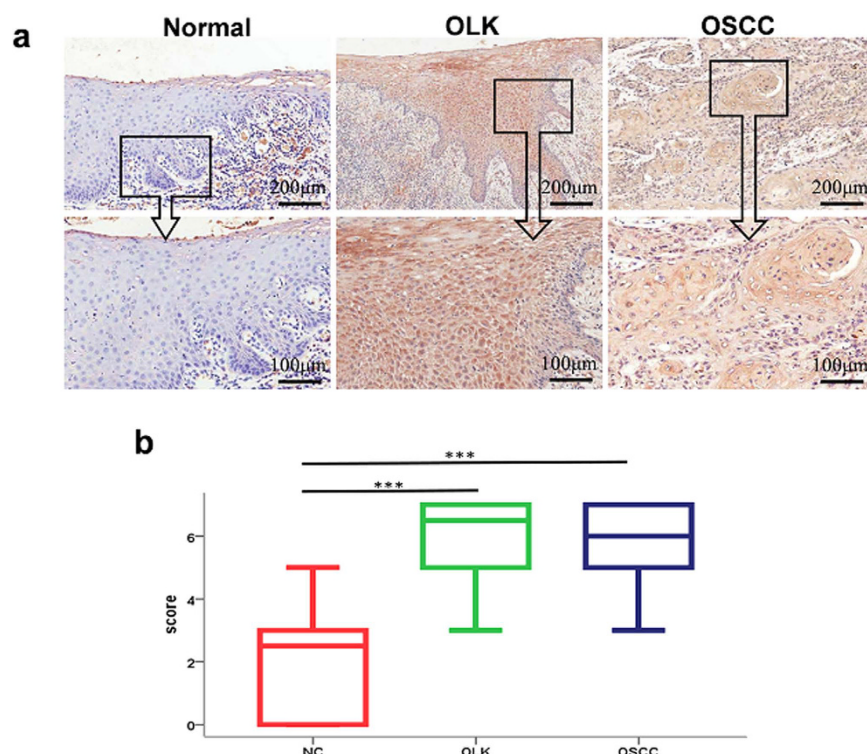 Normal OLK OSCC
a
200μm 200μm 200μm
100μm 100μm 100μm
b
***
***
6
4
2
0
score
NC OLK OSCC